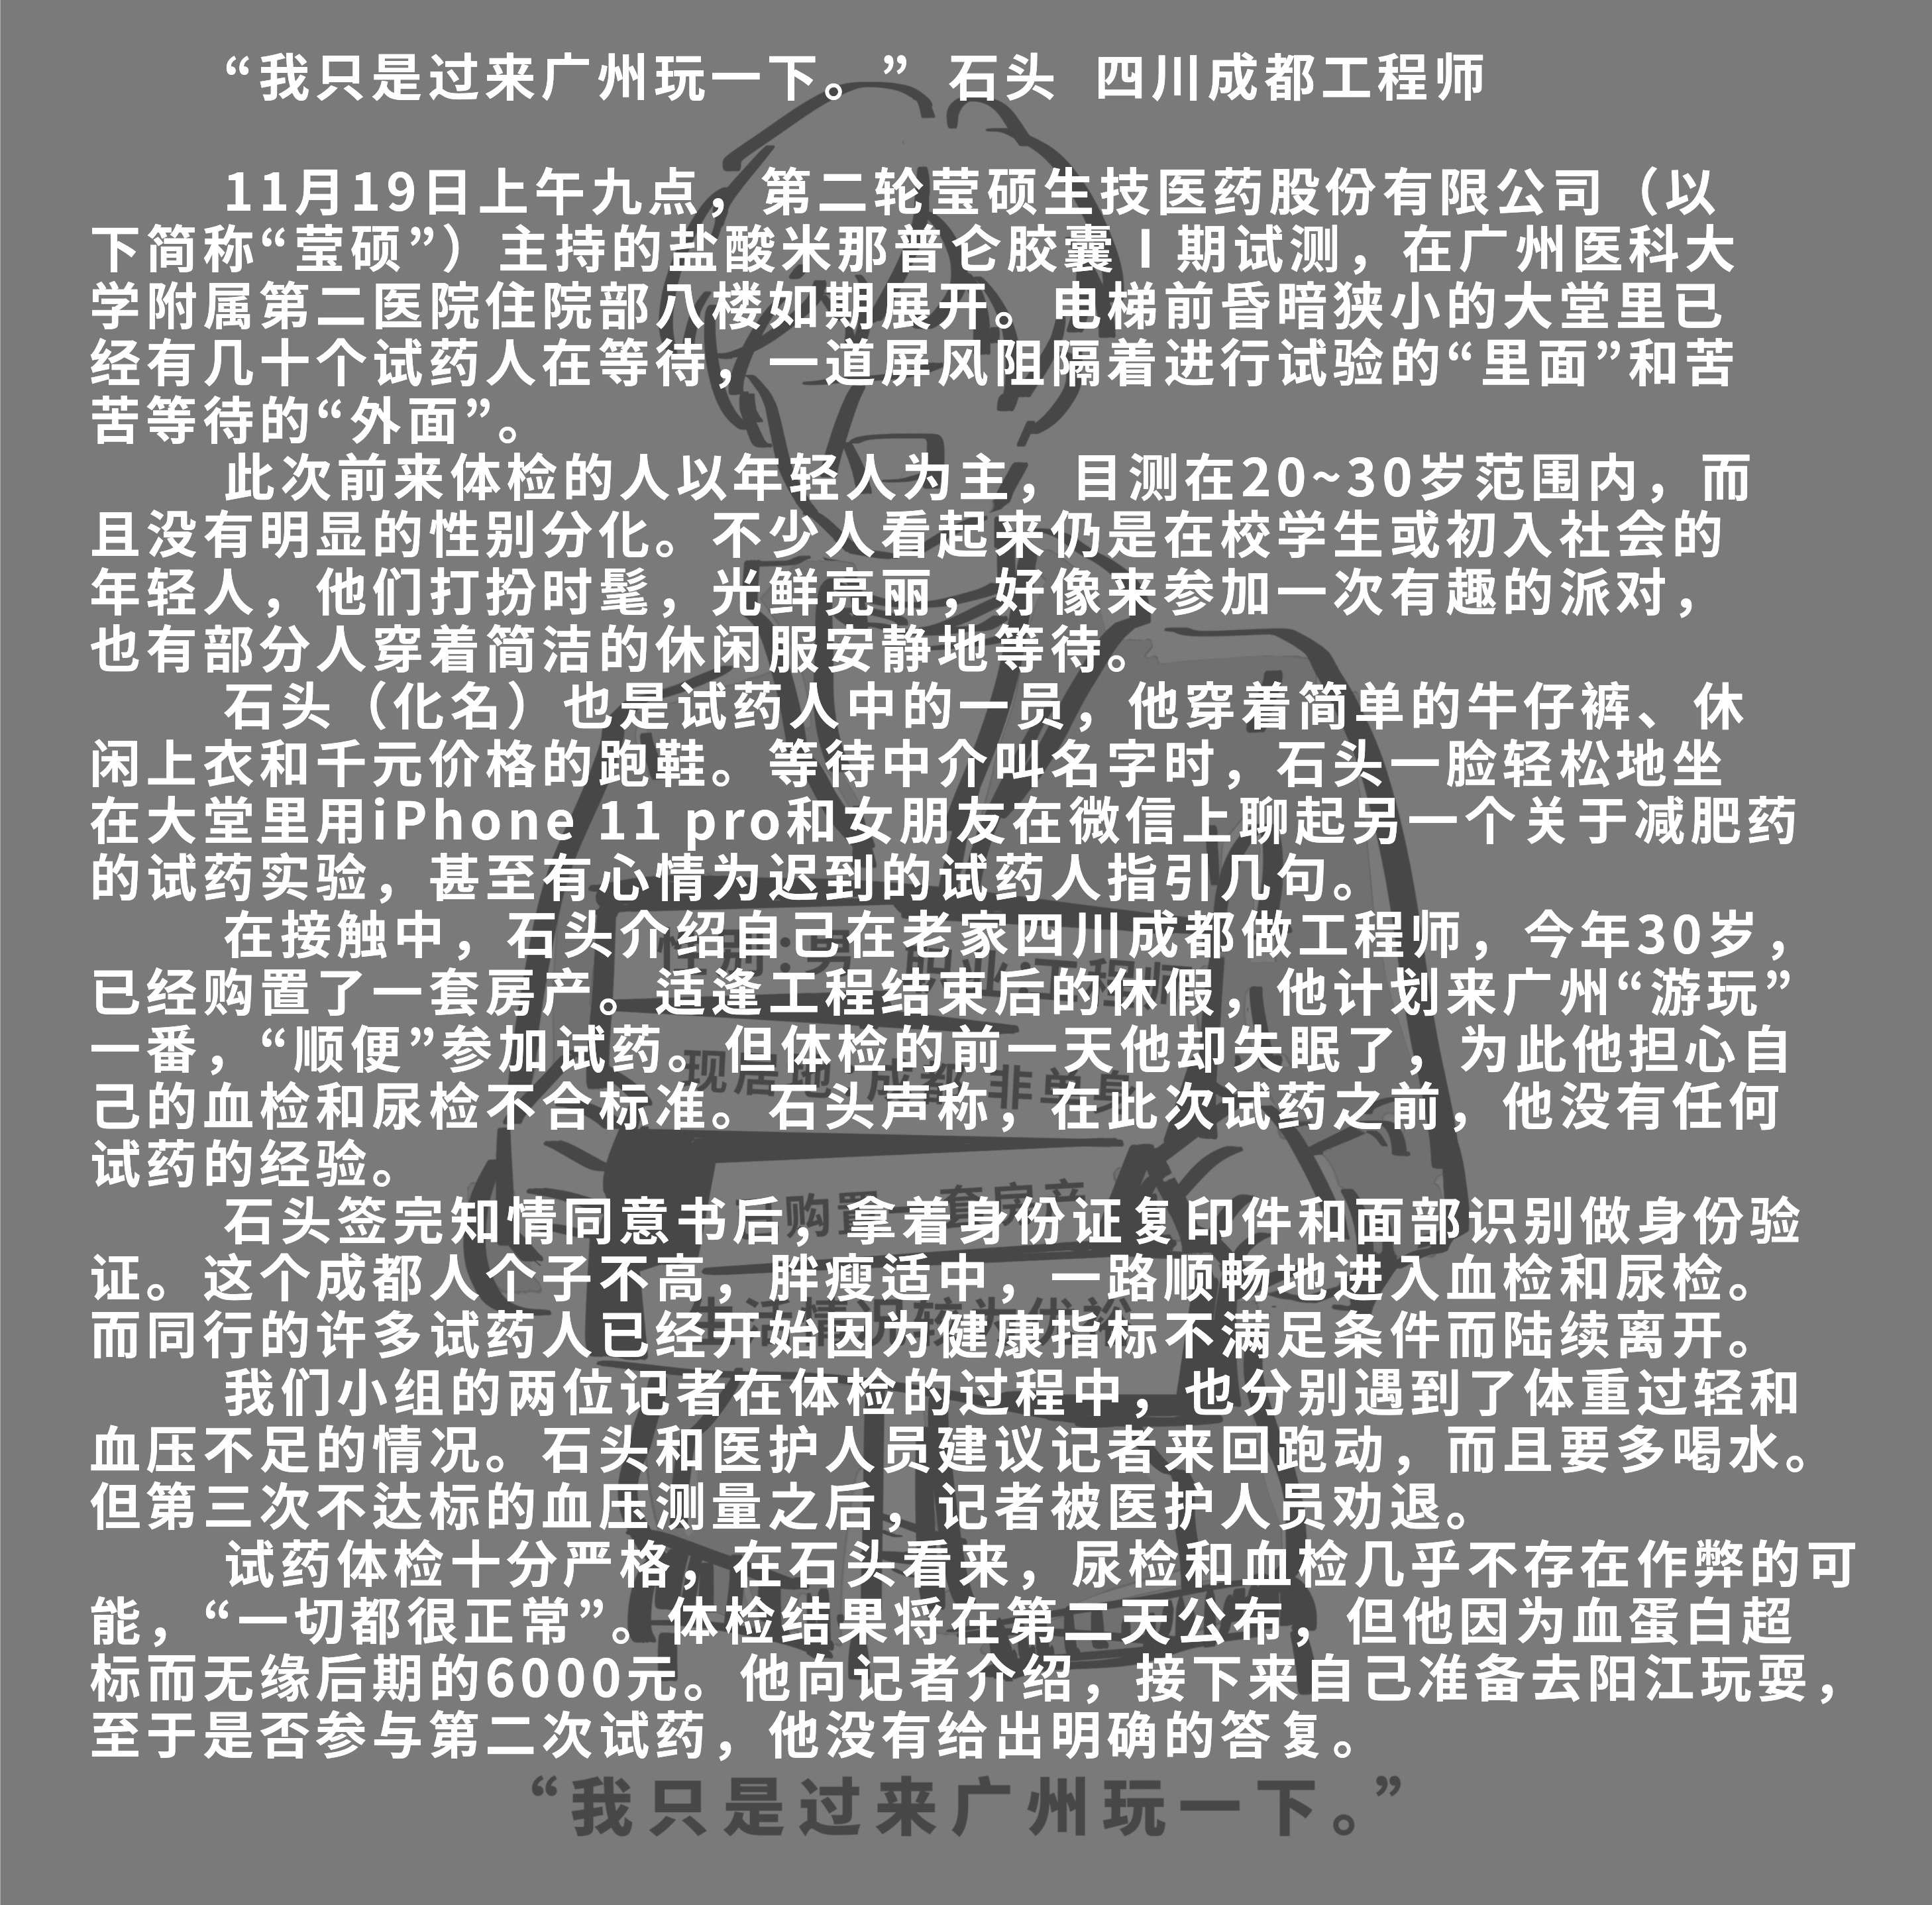 “我只是过来广州玩一下。” 石头 四川成都工程师
11月19日上午九点，第二轮莹硕生技医药股份有限公司（以
下简称“莹硕”）主持的盐酸米那普仑胶囊Ⅰ期试测，在广州医科大
学附属第二医院住院部八楼如期展开。电梯前昏暗狭小的大堂里已
经有几十个试药人在等待，一道屏风阻隔着进行试验的“里面”和苦
苦等待的“外面”。
此次前来体检的人以年轻人为主，目测在20~30岁范围内，而
且没有明显的性别分化。不少人看起来仍是在校学生或初入社会的
年轻人，他们打扮时髦，光鲜亮丽，好像来参加一次有趣的派对，
也有部分人穿着简洁的休闲服安静地等待。
石头（化名）也是试药人中的一员，他穿着简单的牛仔裤、休
闲上衣和千元价格的跑鞋。等待中介叫名字时，石头一脸轻松地坐
在大堂里用iPhone 11 pro和女朋友在微信上聊起另一个关于减肥药
的试药实验，甚至有心情为迟到的试药人指引几句。
在接触中，石头介绍自己在老家四川成都做工程师，今年30岁，
已经购置了一套房产。适逢工程结束后的休假，他计划来广州“游玩”
一番，“顺便”参加试药。但体检的前一天他却失眠了，为此他担心自
己的血检和尿检不合标准。石头声称，在此次试药之前，他没有任何
试药的经验。
石头签完知情同意书后，拿着身份证复印件和面部识别做身份验
证。这个成都人个子不高，胖瘦适中，一路顺畅地进入血检和尿检。
而同行的许多试药人已经开始因为健康指标不满足条件而陆续离开。
我们小组的两位记者在体检的过程中，也分别遇到了体重过轻和
血压不足的情况。石头和医护人员建议记者来回跑动，而且要多喝水。
但第三次不达标的血压测量之后，记者被医护人员劝退。
试药体检十分严格，在石头看来，尿检和血检几乎不存在作弊的可
能，“一切都很正常”。体检结果将在第二天公布，但他因为血蛋白超
标而无缘后期的6000元。他向记者介绍，接下来自己准备去阳江玩耍，
至于是否参与第二次试药，他没有给出明确的答复。
“我只是过来广州玩一下。”
性别:男 职业:工程师
现居地 成都 非单身
已购置一套房产
生活情况较为优裕